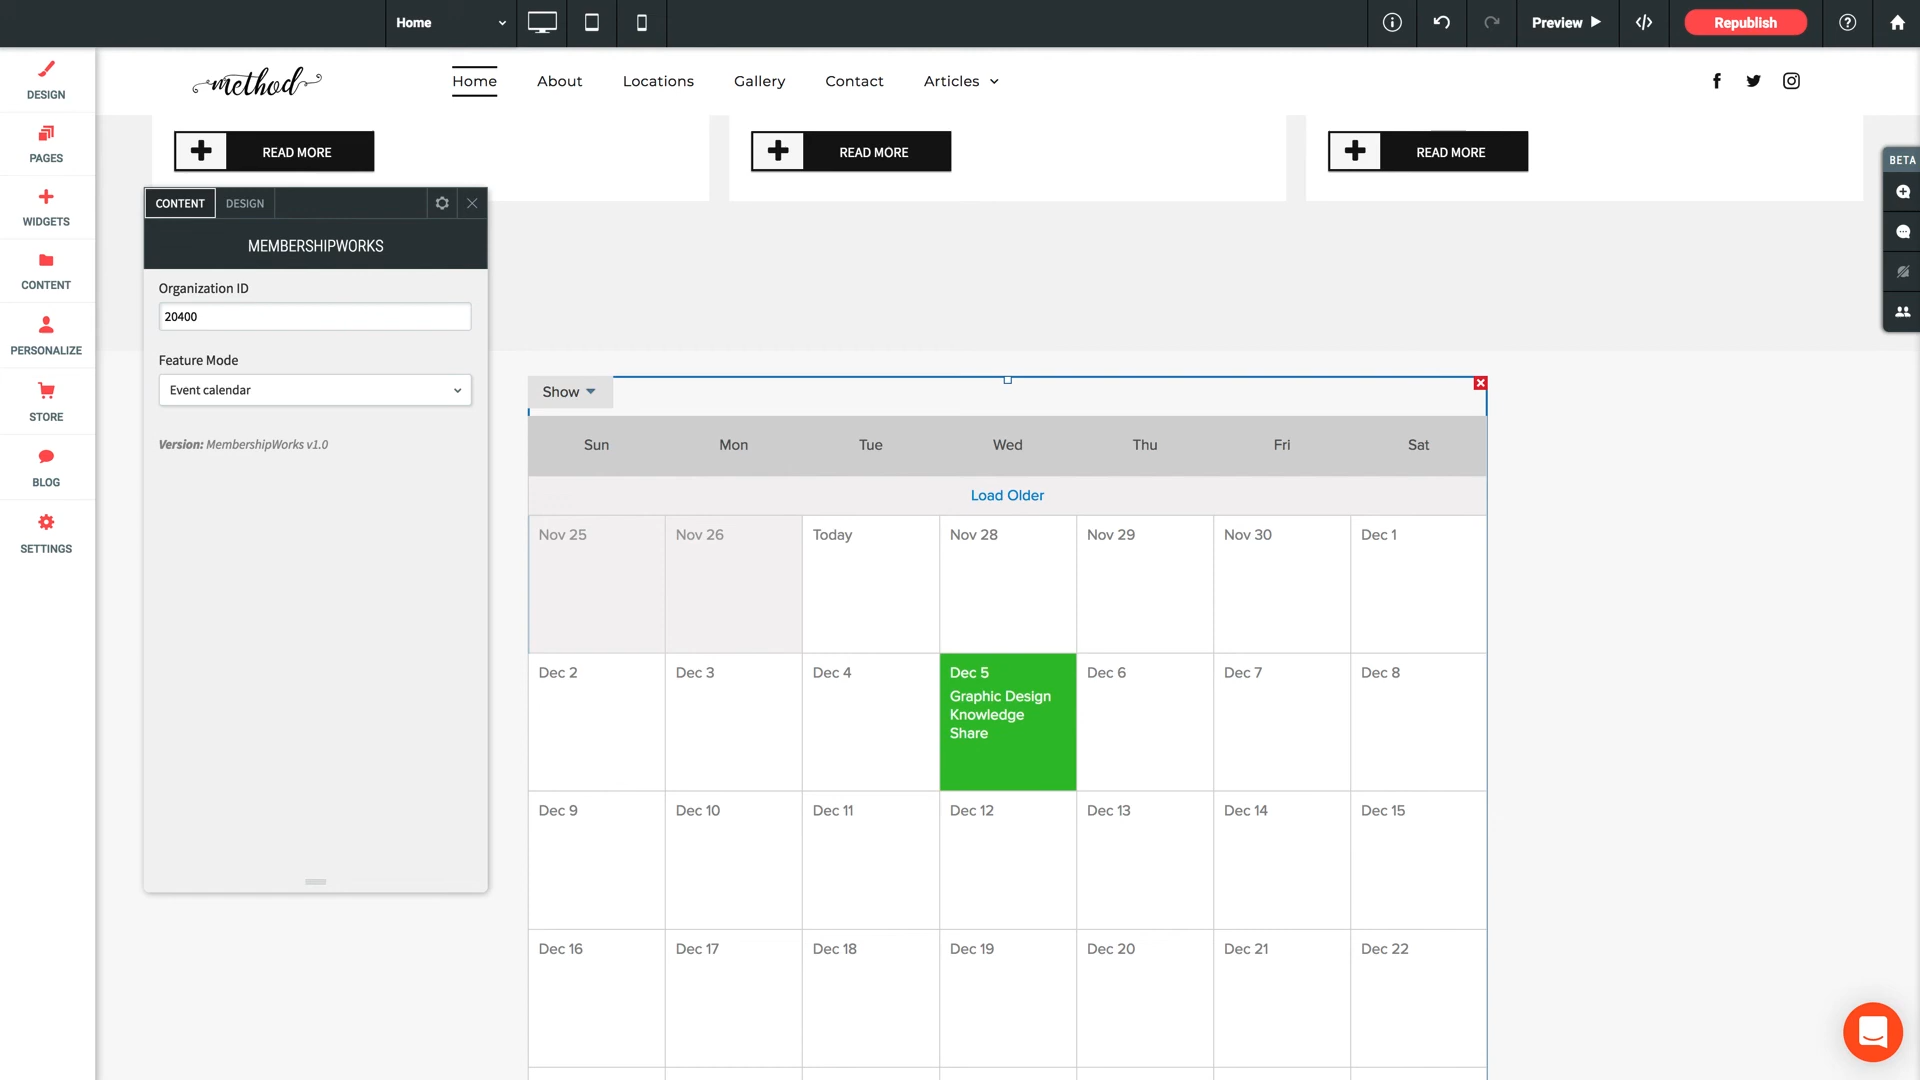 Home
Preview
Republish
DESIGN
PAGES
WIDGETS
CONTENT
PERSONALIZE
STORE
BLOG
SETTINGS
method
Home
About
Locations
Gallery
Contact
Articles
READ MORE
READ MORE
READ MORE
BETA
CONTENT
DESIGN
MEMBERSHIPWORKS
Organization ID
20400
Feature Mode
Event calendar
Version: MembershipWorks v1.0
Show
Sun Mon Tue Wed Thu Fri Sat
Load Older
Nov 25 Nov 26 Today Nov 28 Nov 29 Nov 30 Dec 1
Dec 2 Dec 3 Dec 4 Dec 5 Dec 6 Dec 7 Dec 8
Graphic Design
Knowledge
Share
Dec 9 Dec 10 Dec 11 Dec 12 Dec 13 Dec 14 Dec 15
Dec 16 Dec 17 Dec 18 Dec 19 Dec 20 Dec 21 Dec 22